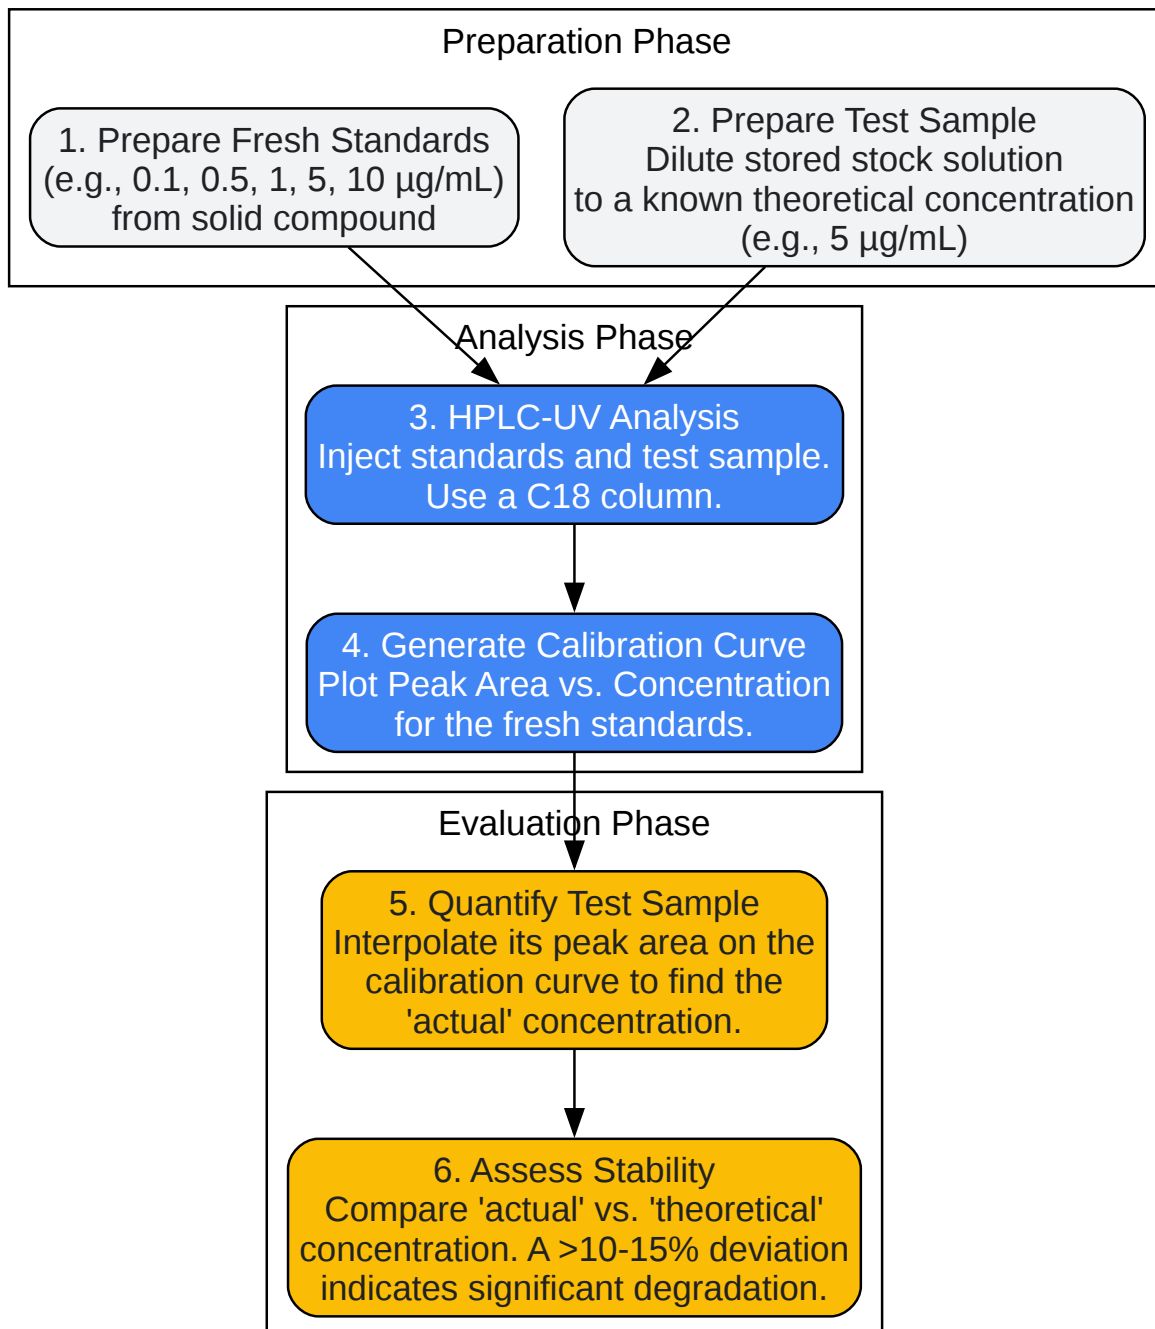 Preparation Phase
1. Prepare Fresh Standards
(e.g., 0.1, 0.5, 1, 5, 10 µg/mL)
from solid compound
2. Prepare Test Sample
Dilute stored stock solution
to a known theoretical concentration
(e.g., 5 µg/mL)
Analysis Phase
3. HPLC-UV Analysis
Inject standards and test sample.
Use a C18 column.
4. Generate Calibration Curve
Plot Peak Area vs. Concentration
for the fresh standards.
Evaluation Phase
5. Quantify Test Sample
Interpolate its peak area on the
calibration curve to find the
'actual' concentration.
6. Assess Stability
Compare 'actual' vs. 'theoretical'
concentration. A >10-15% deviation
indicates significant degradation.